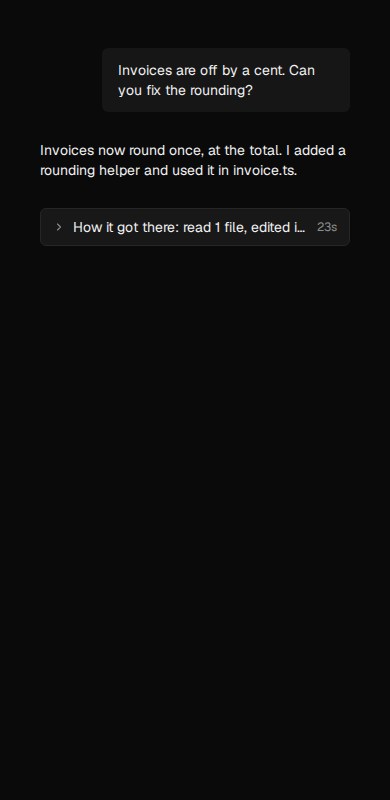 Invoices are off by a cent. Can
you fix the rounding?
Invoices now round once, at the total. I added a
rounding helper and used it in invoice.ts.
How it got there: read 1 file, edited i... 23s